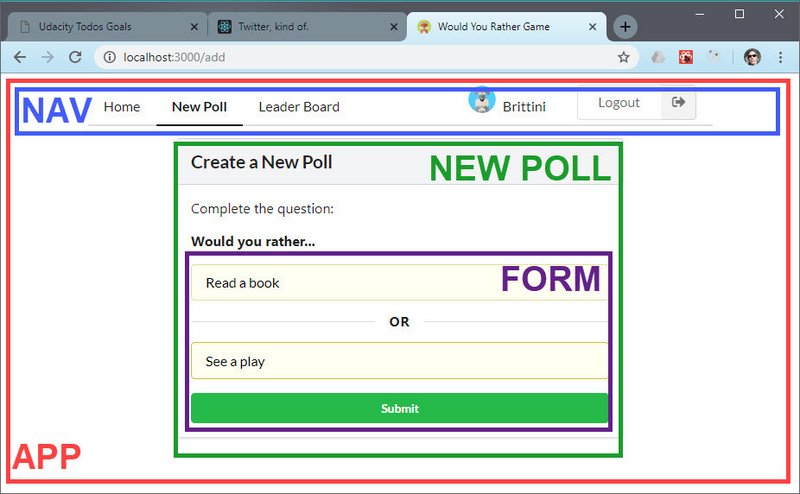 Udacity Todos Goals
Twitter, kind of.
Would You Rather Game
localhost:3000/add
NAV
Home
New Poll
Leader Board
Brittini
Logout
Create a New Poll
NEW POLL
Complete the question:
Would you rather...
FORM
Read a book
OR
See a play
Submit
APP